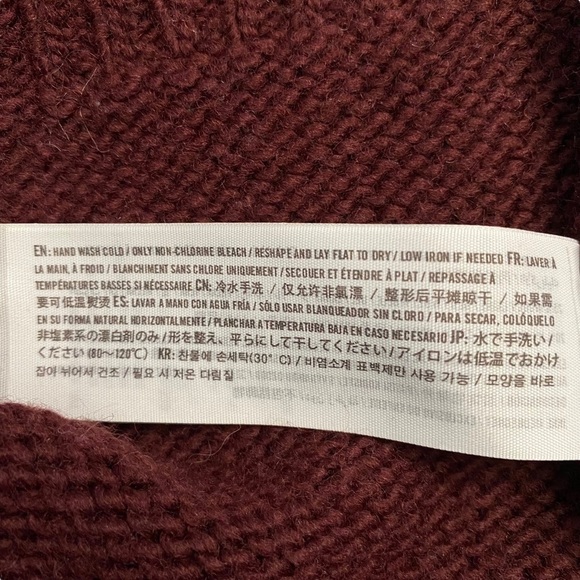 EN: HAND WASH COLD / ONLY NON-CHLORINE BLEACH / RESHAPE AND LAY FLAT TO DRY / LOW IRON IF NEEDED FR: LAVER À
LA MAIN, À FROID / BLANCHIMENT SANS CHLORE UNIQUEMENT / SECOUER ET ÉTENDRE À PLAT / REPASSAGE À
TEMPÉRATURES BASSES SI NÉCESSAIRE CN: 冷水手洗 / 仅允许非氯漂 / 整形后平摊晾干 / 如果需
要可低温熨烫 ES: LAVAR A MANO CON AGUA FRÍA / SÓLO USAR BLANQUEADOR SIN CLORO / PARA SECAR, COLÓQUELO
EN SU FORMA NATURAL HORIZONTALMENTE / PLANCHAR A TEMPERATURA BAJA EN CASO NECESARIO JP: 水で手洗い/
非塩素系の漂白剤のみ / 形を整え、平らにして干してください / アイロンは低温でおかけ
ください (80～120℃) KR: 찬물에 손세탁(30° C) / 비염소계 표백제만 사용 가능 / 모양을 바로
잡아 뉘어서 건조 / 필요 시 저온 다림질